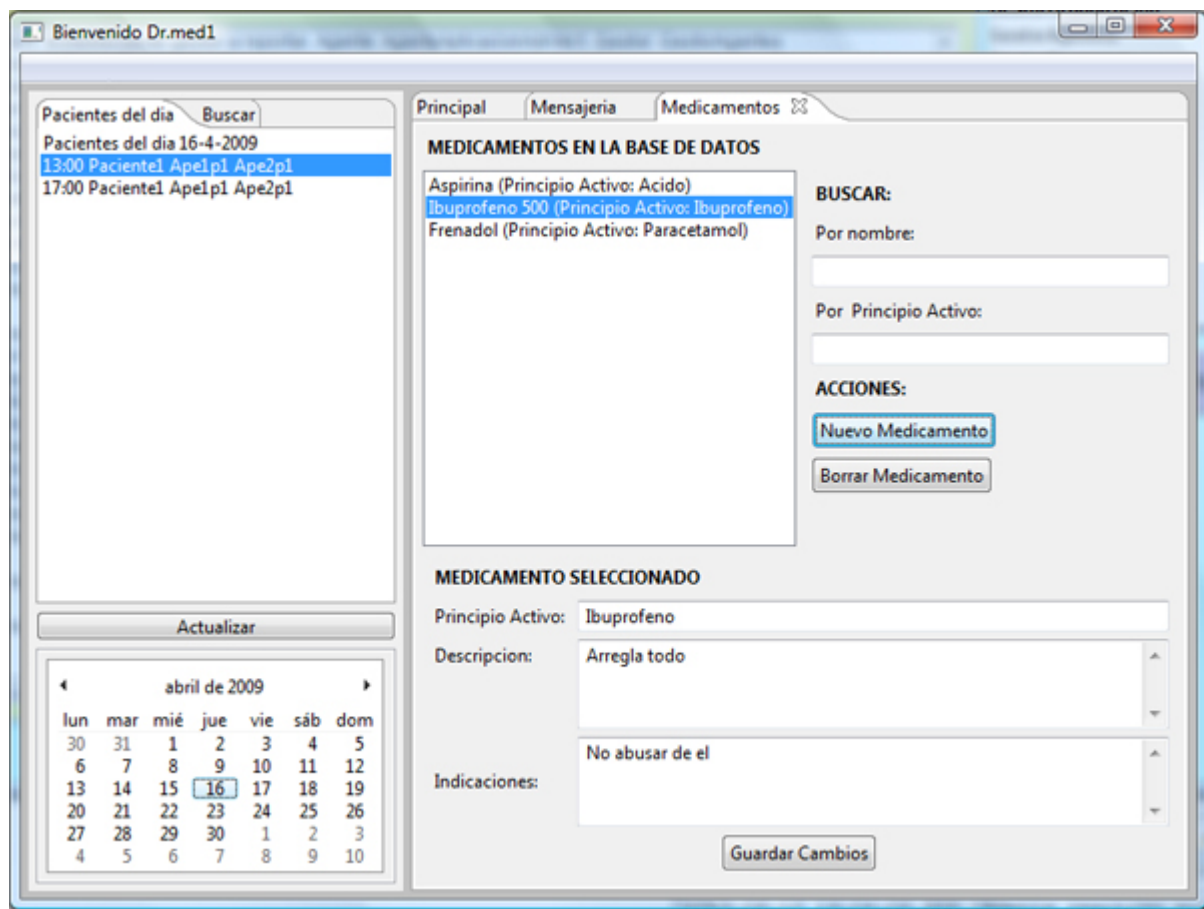 Bienvenido Dr.med1
Pacientes del dia
Buscar
Pacientes del dia 16-4-2009
13:00 Paciente1 Ape1p1 Ape2p1
17:00 Paciente1 Ape1p1 Ape2p1
Actualizar
abril de 2009
lun mar mié jue vie sáb dom
30 31 1 2 3 4 5
6 7 8 9 10 11 12
13 14 15 16 17 18 19
20 21 22 23 24 25 26
27 28 29 30 1 2 3
4 5 6 7 8 9 10
Principal
Mensajeria
Medicamentos
MEDICAMENTOS EN LA BASE DE DATOS
Aspirina (Principio Activo: Acido)
Ibuprofeno 500 (Principio Activo: Ibuprofeno)
Frenadol (Principio Activo: Paracetamol)
BUSCAR:
Por nombre:
Por Principio Activo:
ACCIONES:
Nuevo Medicamento
Borrar Medicamento
MEDICAMENTO SELECCIONADO
Principio Activo: Ibuprofeno
Descripcion: Arregla todo
Indicaciones: No abusar de el
Guardar Cambios